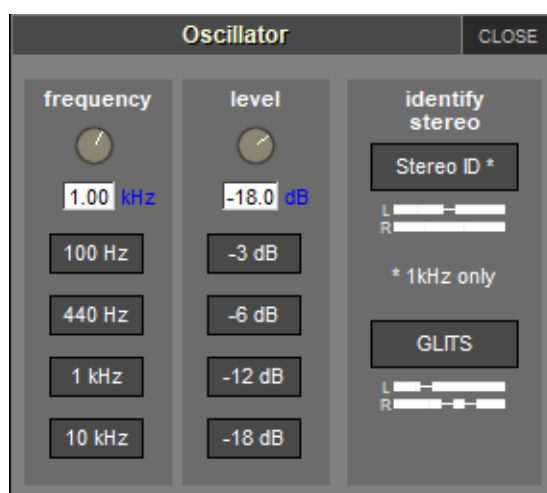 Oscillator
CLOSE
frequency
1.00 kHz
100 Hz
440 Hz
1 kHz
10 kHz
level
-18.0 dB
-3 dB
-6 dB
-12 dB
-18 dB
identify
stereo
Stereo ID *
L
R
* 1kHz only
GLITS
L
R